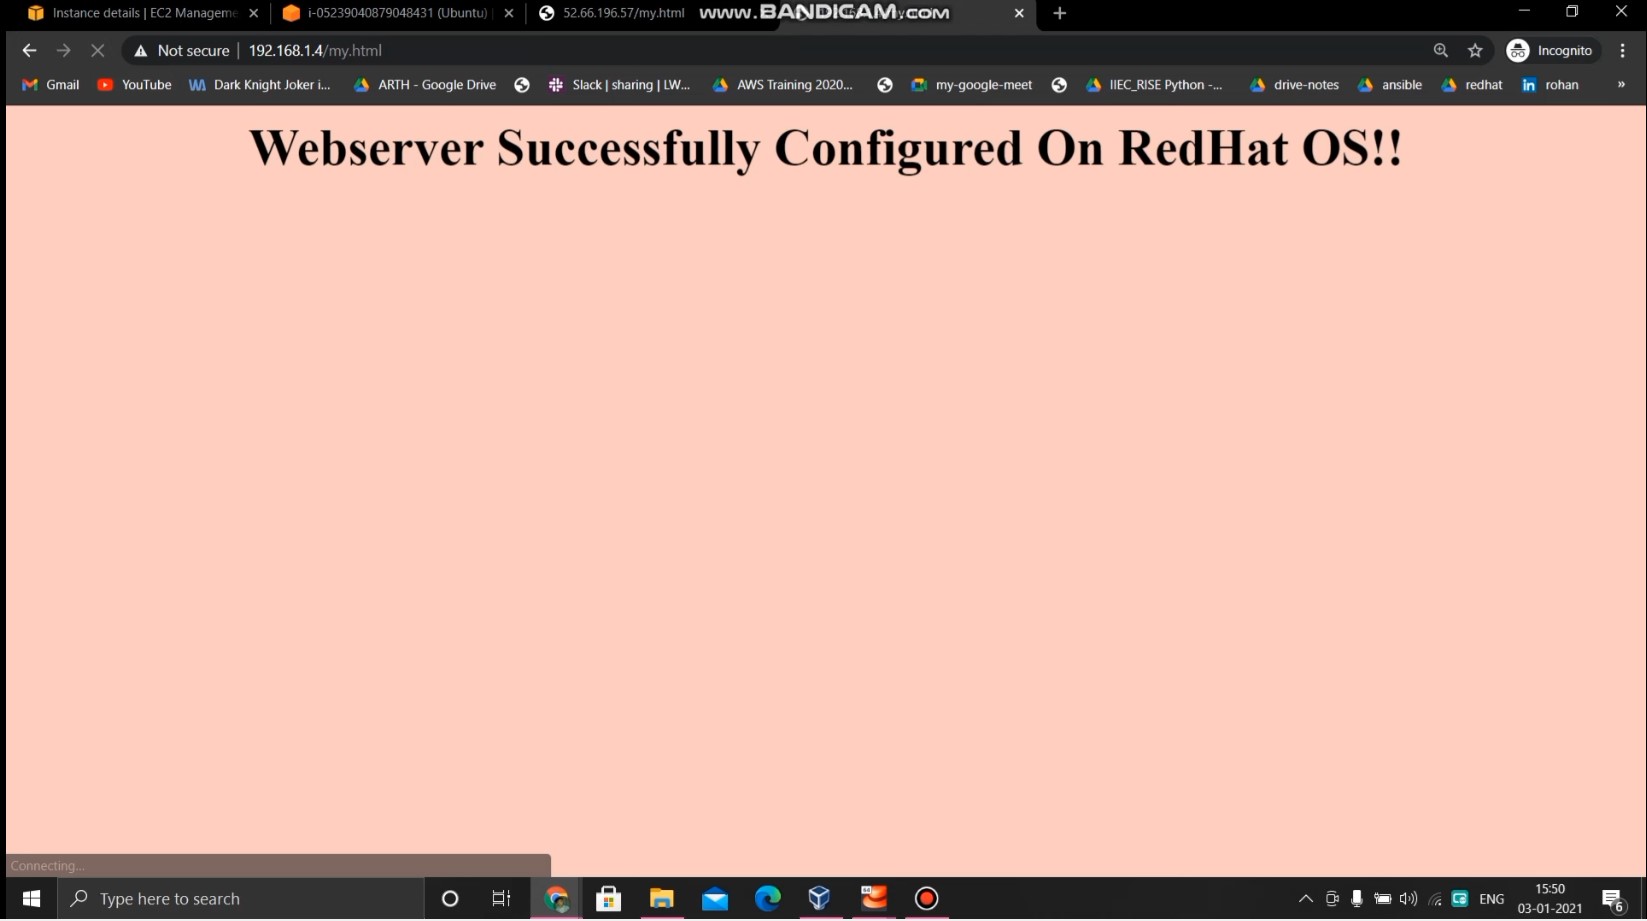 Instance details | EC2 Manageme
i-05239040879048431 (Ubuntu) |
52.66.196.57/my.html
www.BANDICAM.com
Not secure | 192.168.1.4/my.html
Incognito
Gmail
YouTube
Dark Knight Joker i...
ARTH - Google Drive
Slack | sharing | LW...
AWS Training 2020...
my-google-meet
IIEC_RISE Python -...
drive-notes
ansible
redhat
rohan
»
Webserver Successfully Configured On RedHat OS!!
Connecting...
Type here to search
64
ENG
15:50
03-01-2021
6